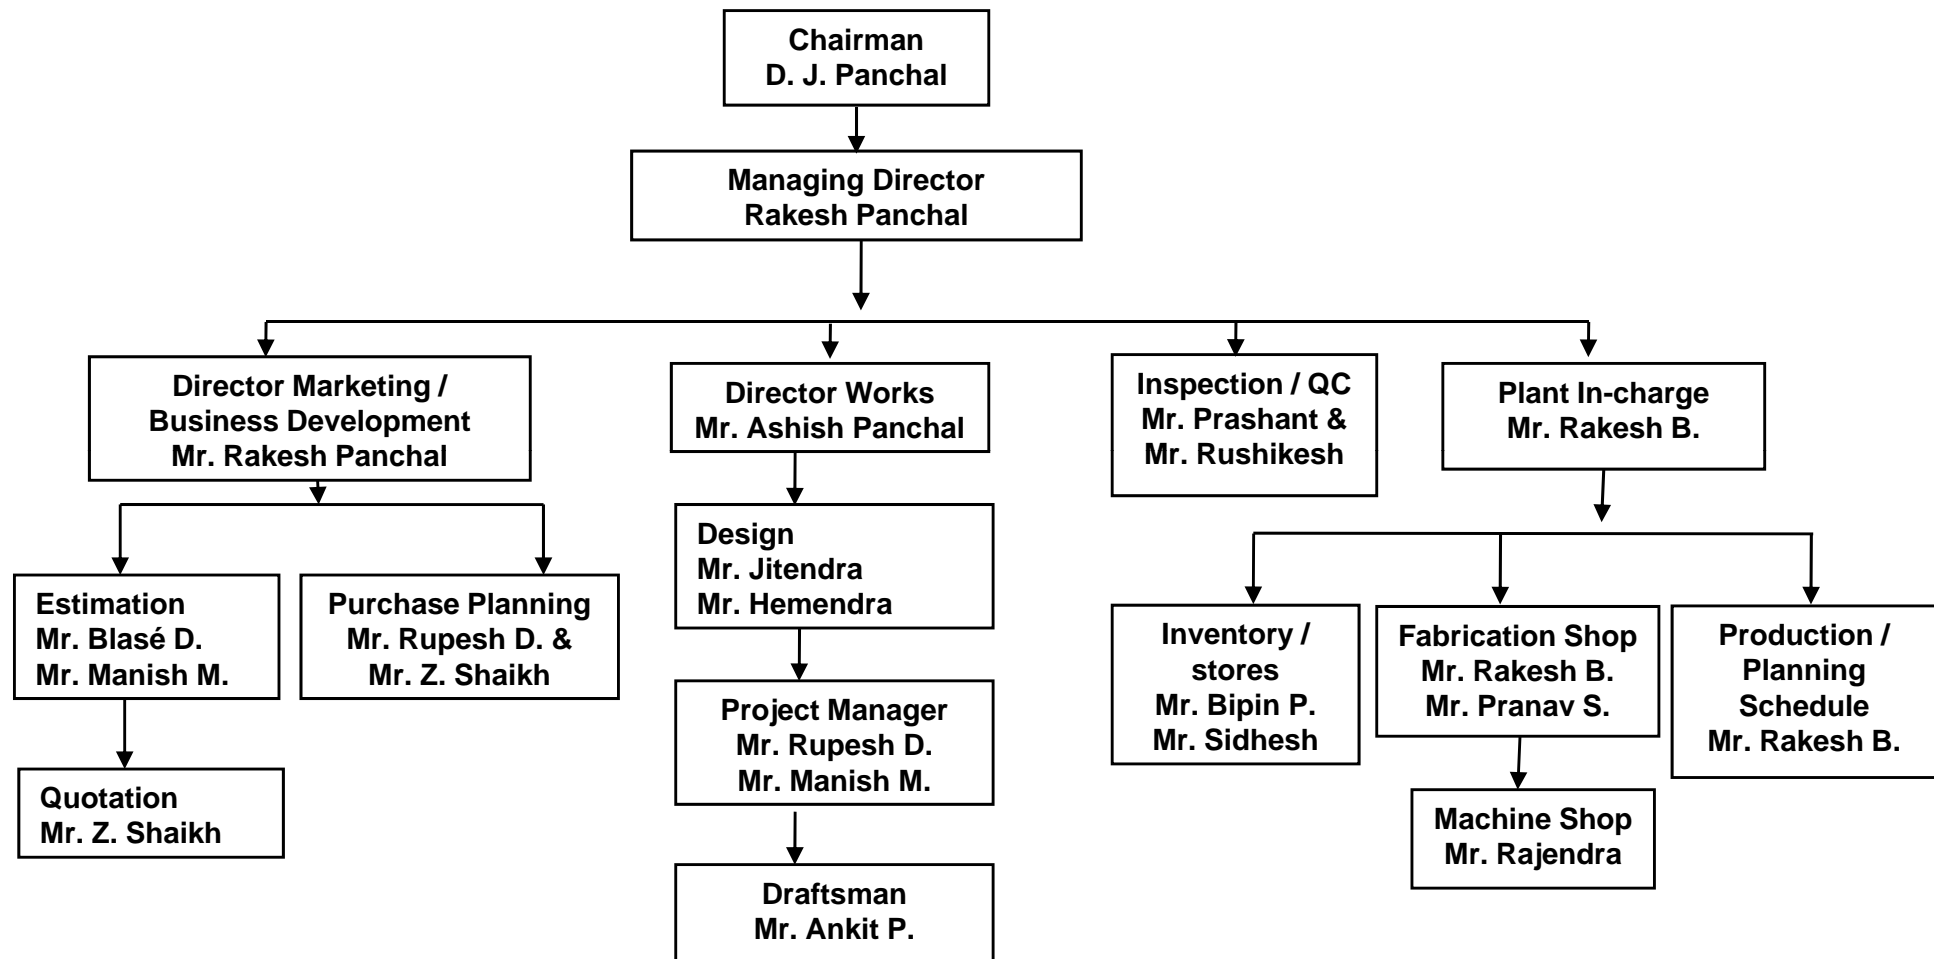 Chairman
D. J. Panchal
Managing Director
Rakesh Panchal
Director Marketing /
Business Development
Mr. Rakesh Panchal
Director Works
Mr. Ashish Panchal
Inspection / QC
Mr. Prashant &
Mr. Rushikesh
Plant In-charge
Mr. Rakesh B.
Estimation
Mr. Blasé D.
Mr. Manish M.
Purchase Planning
Mr. Rupesh D. &
Mr. Z. Shaikh
Design
Mr. Jitendra
Mr. Hemendra
Inventory /
stores
Mr. Bipin P.
Mr. Sidhesh
Fabrication Shop
Mr. Rakesh B.
Mr. Pranav S.
Production /
Planning
Schedule
Mr. Rakesh B.
Quotation
Mr. Z. Shaikh
Project Manager
Mr. Rupesh D.
Mr. Manish M.
Machine Shop
Mr. Rajendra
Draftsman
Mr. Ankit P.